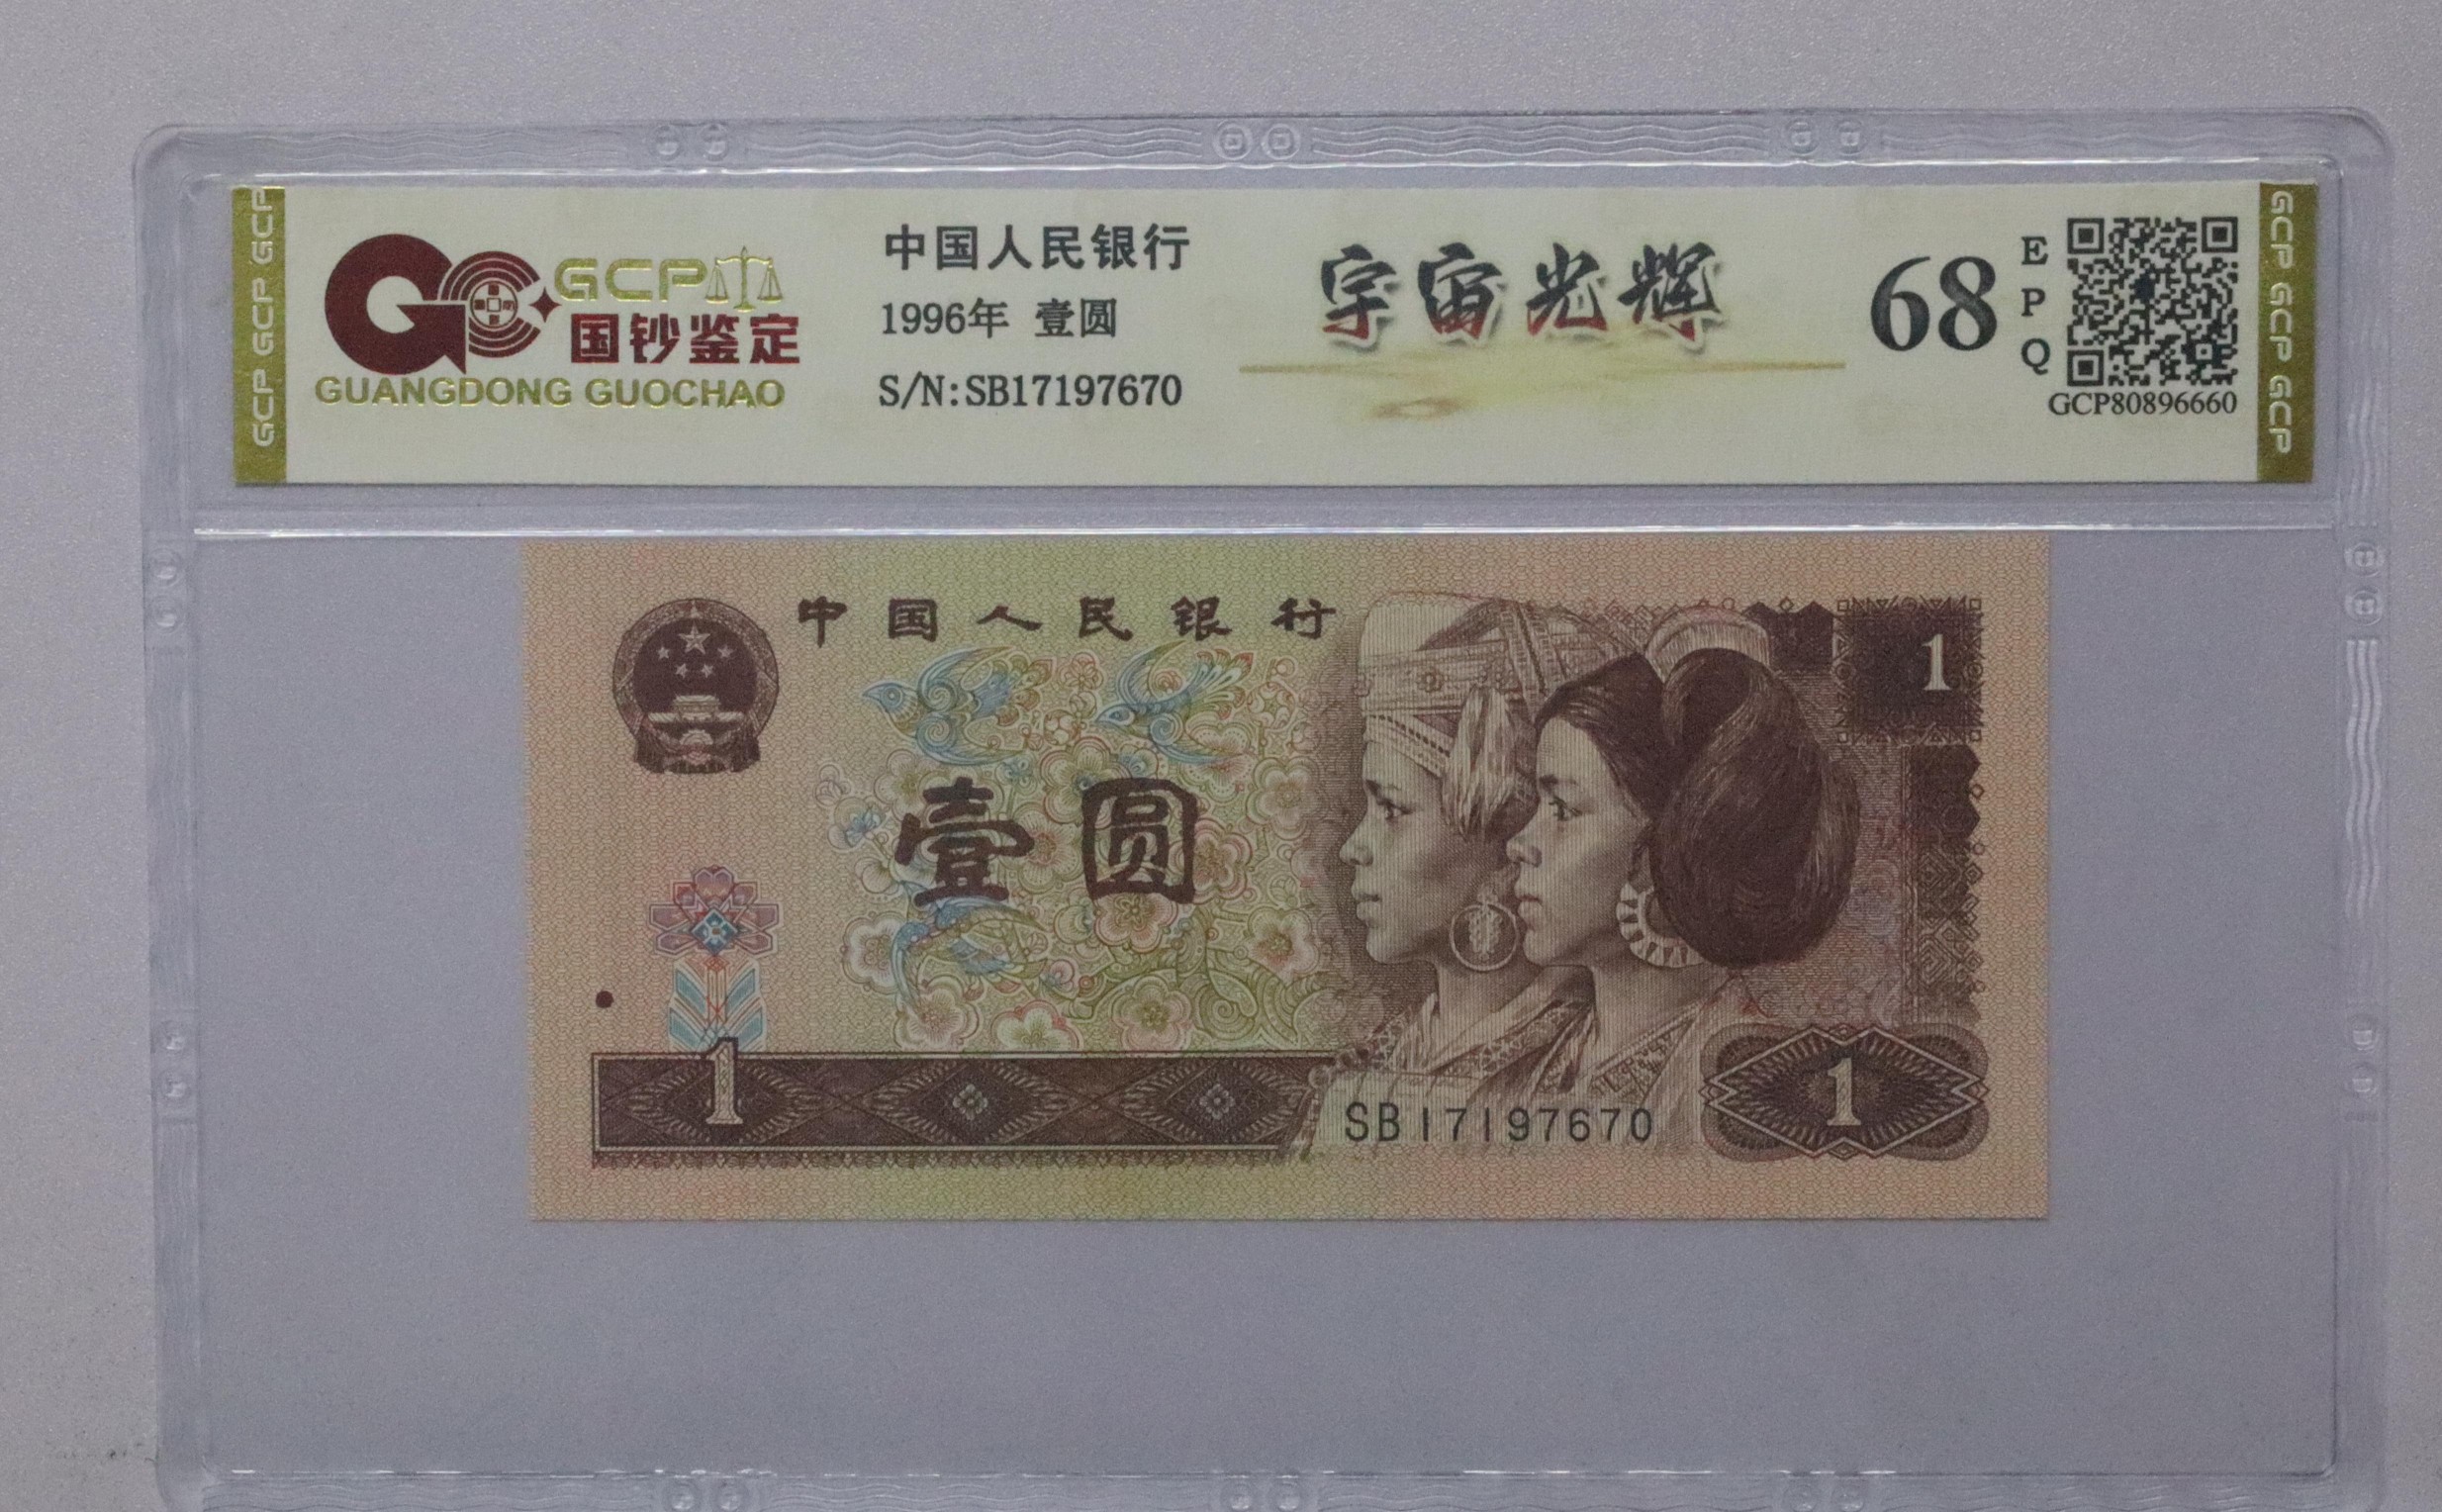 GCP GCP GCP
GCP
国钞鉴定
GUANGDONG GUOCHAO
中国人民银行
1996年 壹圆
S/N:SB17197670
宇宙光辉
68
EPQ
GCP80896660
GCP GCP GCP
中国人民银行
1
壹圆
1
SB17197670
1